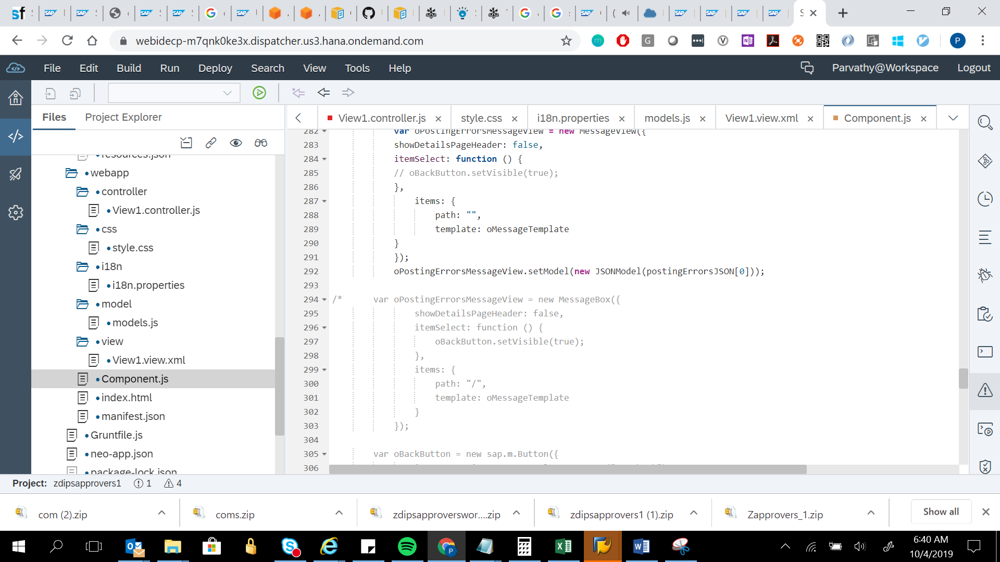 webidecp-m7qnk0ke3x.dispatcher.us3.hana.ondemand.com
File Edit Build Run Deploy Search View Tools Help
Parvathy@Workspace Logout
Files Project Explorer
View1.controller.js
style.css
i18n.properties
models.js
View1.view.xml
Component.js
resources.json
webapp
controller
View1.controller.js
css
style.css
i18n
i18n.properties
model
models.js
view
View1.view.xml
Component.js
index.html
manifest.json
Gruntfile.js
neo-app.json
package-lock.json
282 var oPostingErrorsMessageView = new MessageView({
283 showDetailsPageHeader: false,
284 itemSelect: function () {
285 // oBackButton.setVisible(true);
286 },
287 items: {
288 path: "",
289 template: oMessageTemplate
290 }
291 });
292 oPostingErrorsMessageView.setModel(new JSONModel(postingErrorsJSON[0]));
293
294 /* var oPostingErrorsMessageView = new MessageBox({
295 showDetailsPageHeader: false,
296 itemSelect: function () {
297 oBackButton.setVisible(true);
298 },
299 items: {
300 path: "/",
301 template: oMessageTemplate
302 }
303 });
304
305 var oBackButton = new sap.m.Button({
306
Project: zdipsapprovers1 1 4
com (2).zip
coms.zip
zdipsapproverswor....zip
zdipsapprovers1 (1).zip
Zapprovers_1.zip
Show all
6:40 AM
10/4/2019